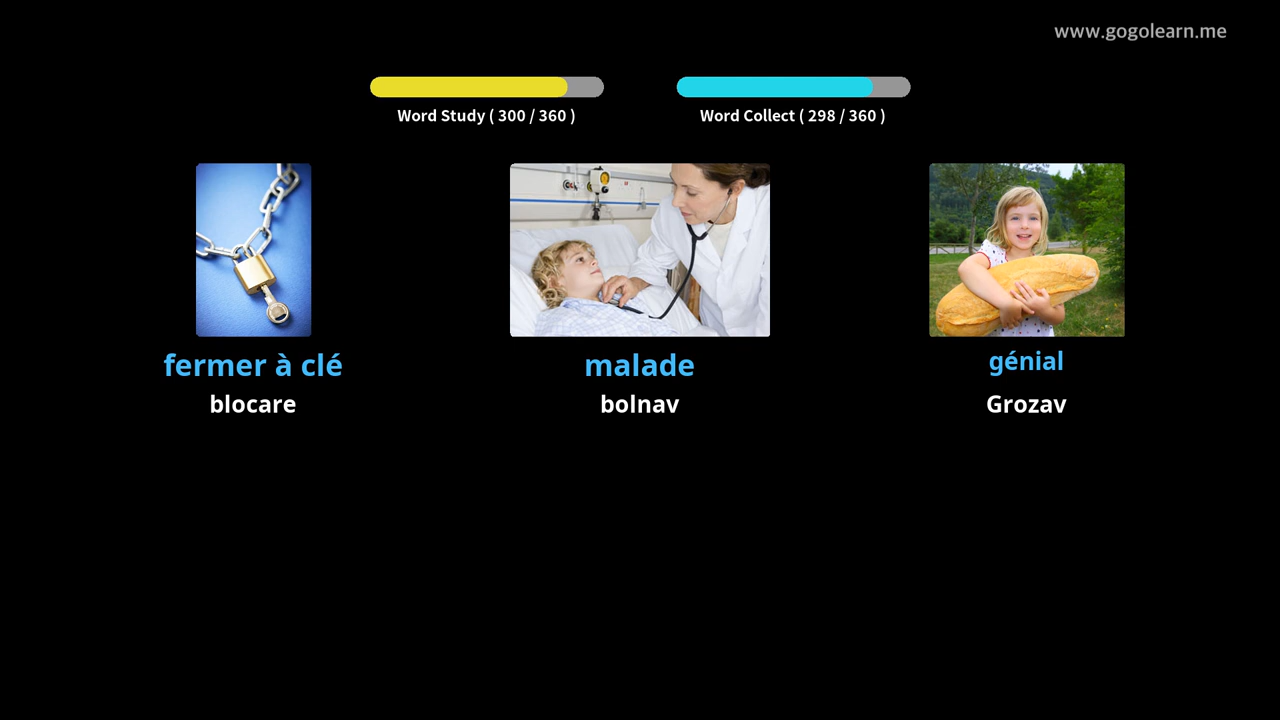 www.gogolearn.me
Word Study ( 300 / 360 )
Word Collect ( 298 / 360 )
fermer à clé
malade
génial
blocare
bolnav
Grozav